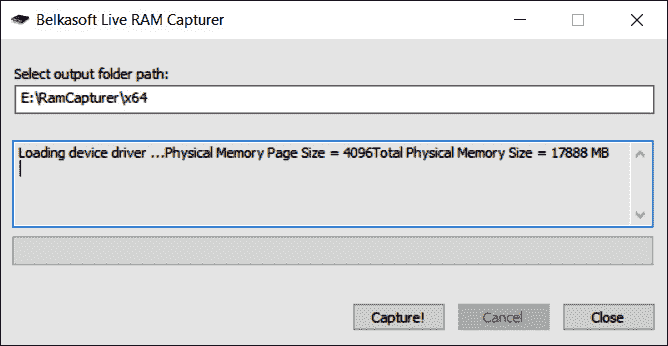 Belkasoft Live RAM Capturer
Select output folder path:
E:\RamCapturer\x64
Loading device driver ...Physical Memory Page Size = 4096Total Physical Memory Size = 17888 MB
Capture!
Cancel
Close